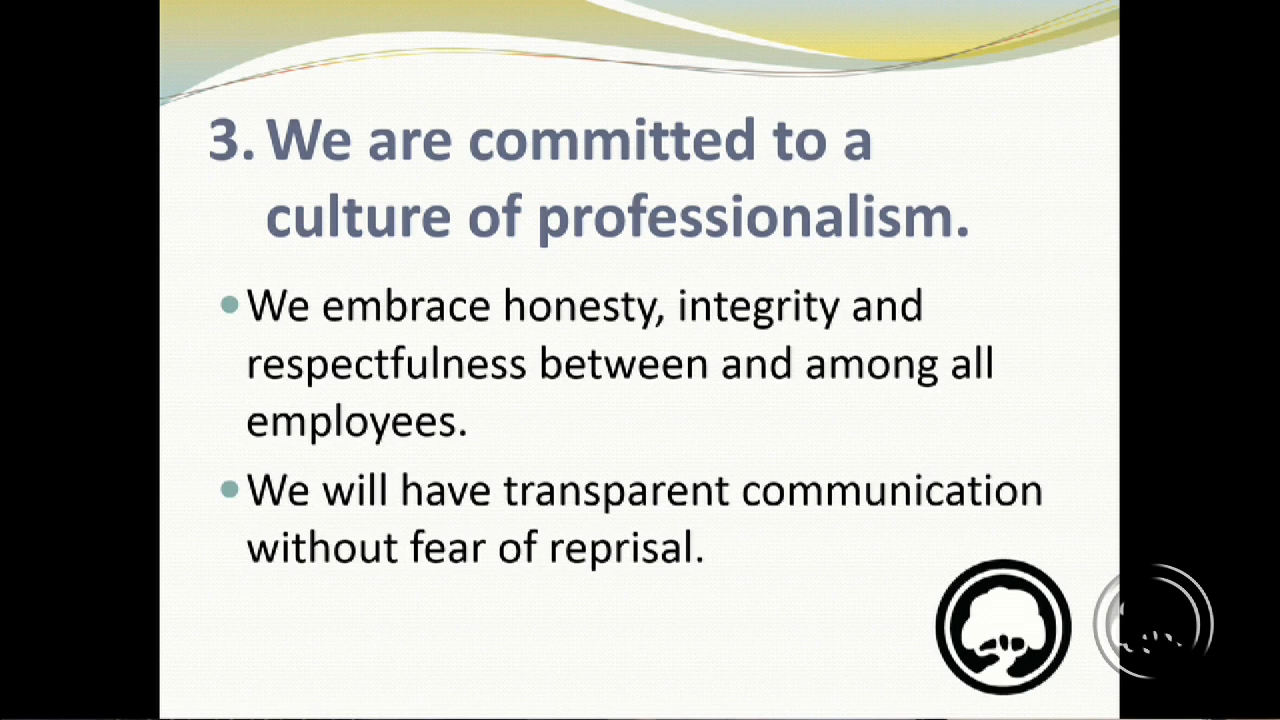 3. We are committed to a
culture of professionalism.
• We embrace honesty, integrity and
respectfulness between and among all
employees.
• We will have transparent communication
without fear of reprisal.